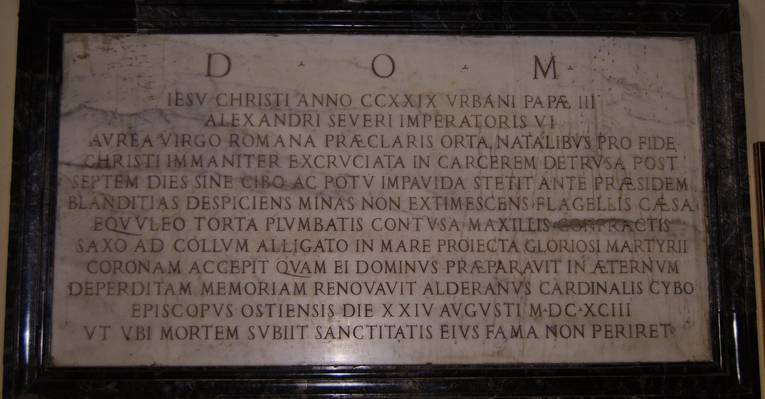 D · O · M ·
IESV CHRISTI ANNO CCXXIX VRBANI PAPÆ III
ALEXANDRI SEVERI IMPERATORIS VI
AVREA VIRGO ROMANA PRÆCLARIS ORTA NATALIBVS PRO FIDE
CHRISTI IMMANITER EXCRVCIATA IN CARCEREM DETRVSA POST
SEPTEM DIES SINE CIBO AC POTV IMPAVIDA STETIT ANTE PRÆSIDEM
BLANDITIAS DESPICIENS MINAS NON EXTIMESCENS FLAGELLIS CÆSA
EQVVLEO TORTA PLVMBATIS CONTVSA MAXILLIS CONFRACTIS
SAXO AD COLLVM ALLIGATO IN MARE PROIECTA GLORIOSI MARTYRII
CORONAM ACCEPIT QVAM EI DOMINVS PRÆPARAVIT IN ÆTERNVM
DEPERDITAM MEMORIAM RENOVAVIT ALDERANVS CARDINALIS CYBO
EPISCOPVS OSTIENSIS DIE XXIV AVGVSTI M·DC·XCIII
VT VBI MORTEM SVBIIT SANCTITATIS EIVS FAMA NON PERIRET